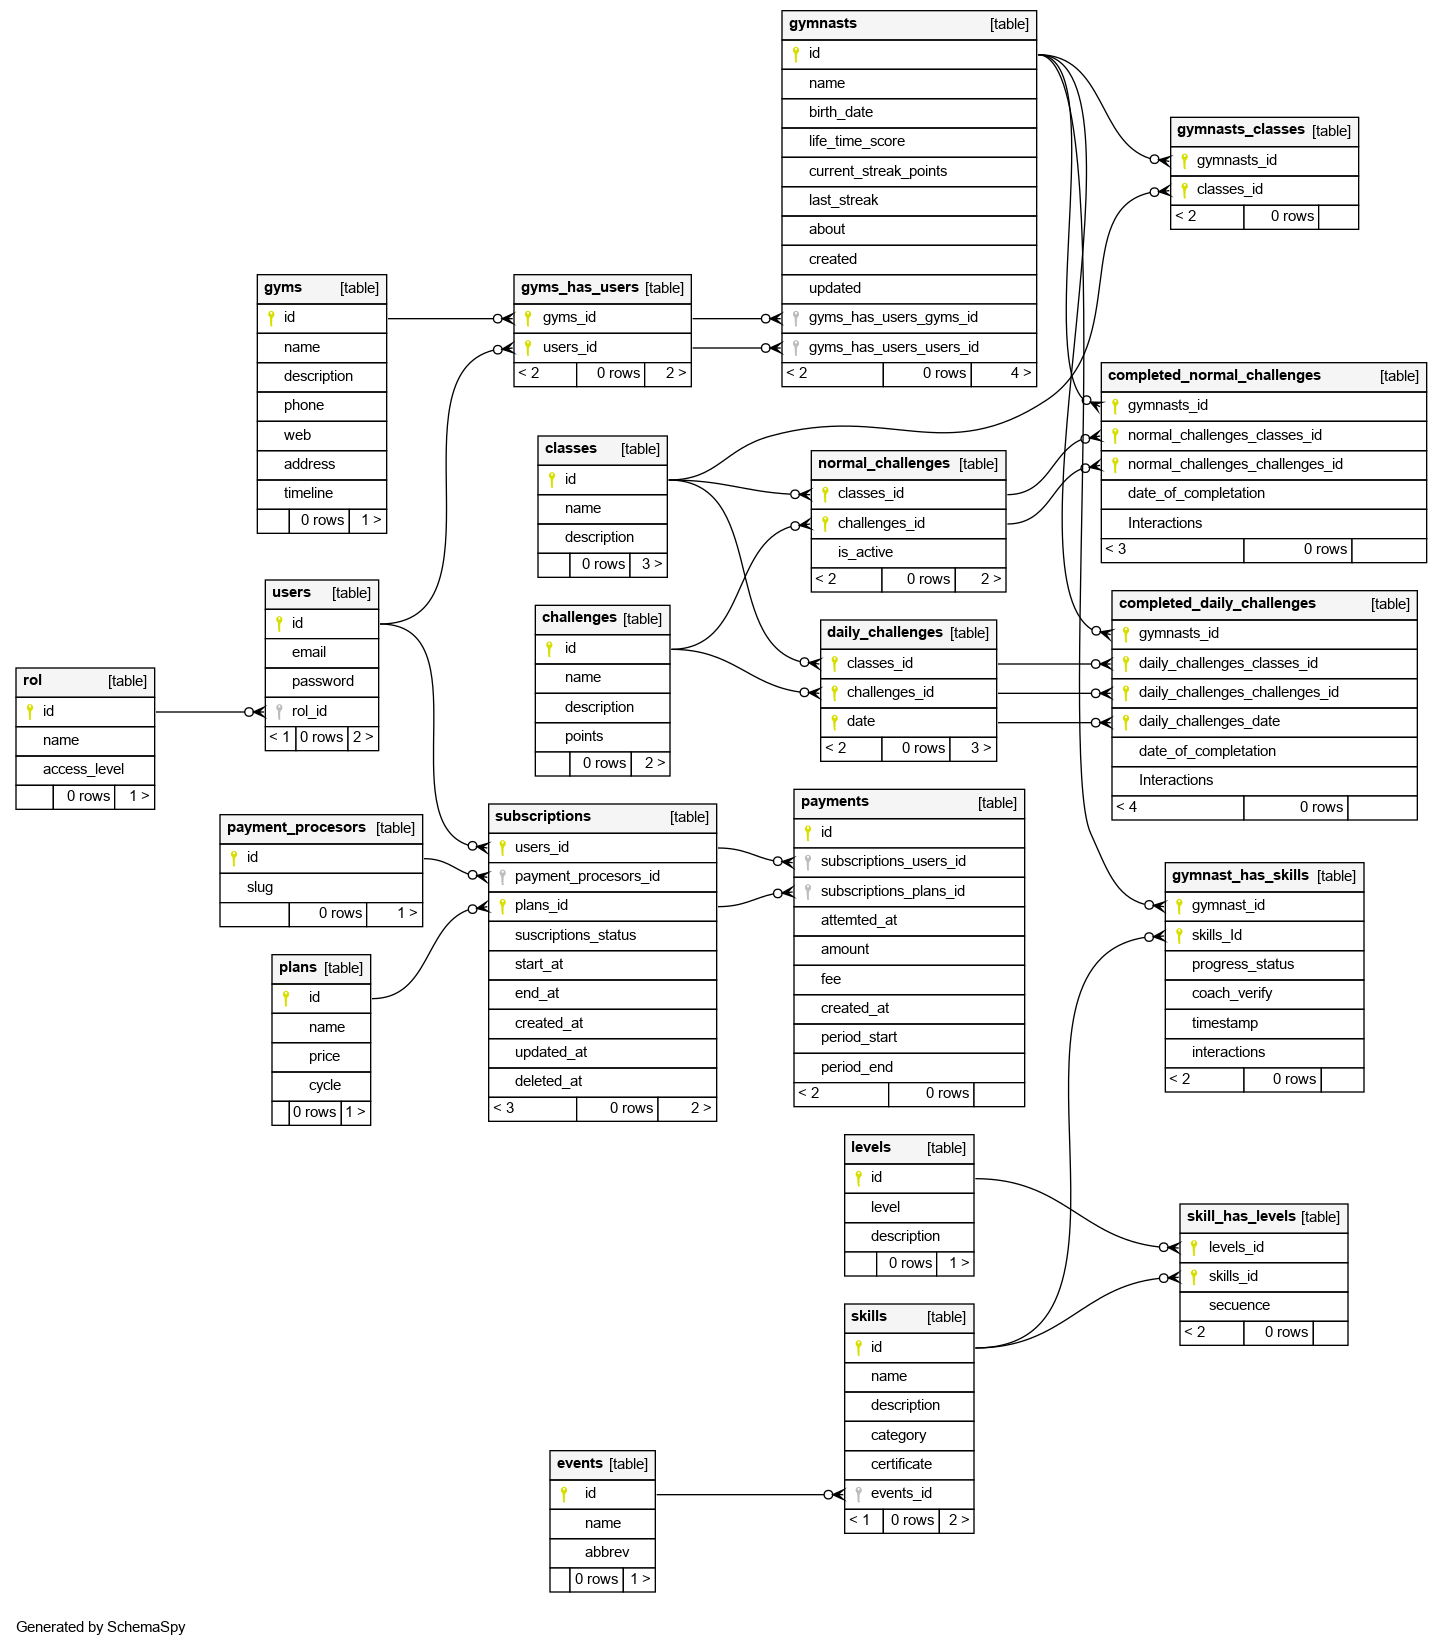 gymnasts [table]
id
name
birth_date
life_time_score
current_streak_points
last_streak
about
created
updated
gyms_has_users_gyms_id
gyms_has_users_users_id
< 2 0 rows 4 >
gymnasts_classes [table]
gymnasts_id
classes_id
< 2 0 rows
gyms [table]
id
name
description
phone
web
address
timeline
0 rows 1 >
gyms_has_users [table]
gyms_id
users_id
< 2 0 rows 2 >
completed_normal_challenges [table]
gymnasts_id
normal_challenges_classes_id
normal_challenges_challenges_id
date_of_completation
Interactions
< 3 0 rows
classes [table]
id
name
description
0 rows 3 >
normal_challenges [table]
classes_id
challenges_id
is_active
< 2 0 rows 2 >
users [table]
id
email
password
rol_id
< 1 0 rows 2 >
challenges [table]
id
name
description
points
0 rows 2 >
daily_challenges [table]
classes_id
challenges_id
date
< 2 0 rows 3 >
completed_daily_challenges [table]
gymnasts_id
daily_challenges_classes_id
daily_challenges_challenges_id
daily_challenges_date
date_of_completation
Interactions
< 4 0 rows
rol [table]
id
name
access_level
0 rows 1 >
payment_procesors [table]
id
slug
0 rows 1 >
subscriptions [table]
users_id
payment_procesors_id
plans_id
suscriptions_status
start_at
end_at
created_at
updated_at
deleted_at
< 3 0 rows 2 >
payments [table]
id
subscriptions_users_id
subscriptions_plans_id
attemted_at
amount
fee
created_at
period_start
period_end
< 2 0 rows
gymnast_has_skills [table]
gymnast_id
skills_Id
progress_status
coach_verify
timestamp
interactions
< 2 0 rows
plans [table]
id
name
price
cycle
0 rows 1 >
levels [table]
id
level
description
0 rows 1 >
skill_has_levels [table]
levels_id
skills_id
secuence
< 2 0 rows
skills [table]
id
name
description
category
certificate
events_id
< 1 0 rows 2 >
events [table]
id
name
abbrev
0 rows 1 >
Generated by SchemaSpy